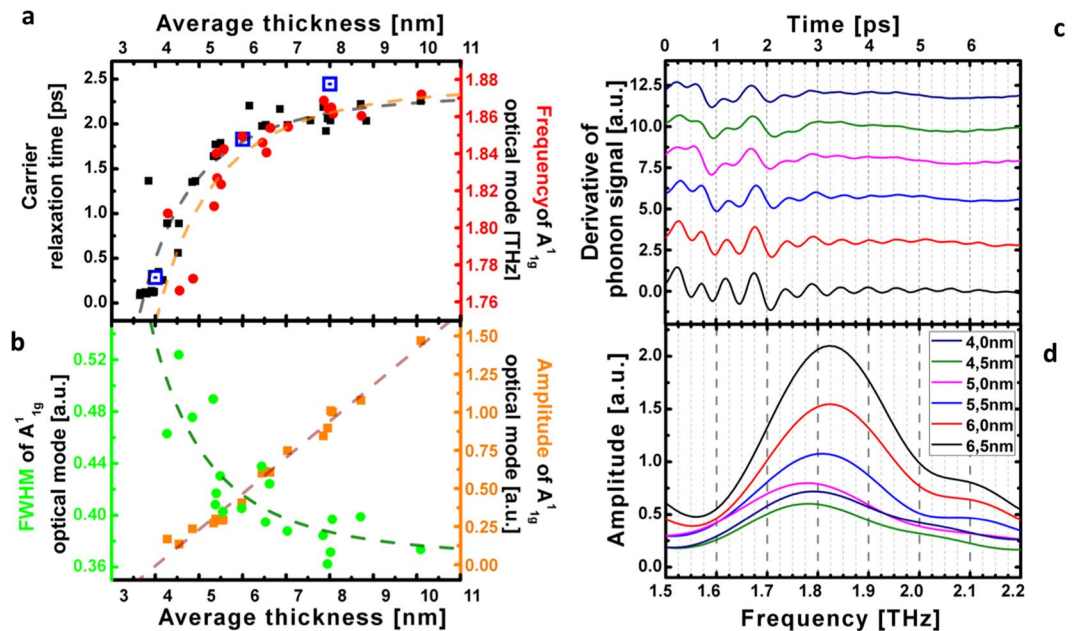 a
Average thickness [nm]
3 4 5 6 7 8 9 10 11
2.5
2.0
1.5
1.0
0.5
0.0
Carrier
relaxation time [ps]
1.88
1.86
1.84
1.82
1.80
1.78
1.76
Frequency of A¹1g
optical mode [THz]
b
0.52
0.48
0.44
0.40
0.36
FWHM of A¹1g
optical mode [a.u.]
1.50
1.25
1.00
0.75
0.50
0.25
0.00
Amplitude of A¹1g
optical mode [a.u.]
3 4 5 6 7 8 9 10 11
Average thickness [nm]
Time [ps]
c
0 1 2 3 4 5 6
12.5
10.0
7.5
5.0
2.5
0.0
Derivative of
phonon signal [a.u.]
d
2.0
1.5
1.0
0.5
0.0
Amplitude [a.u.]
4,0nm
4,5nm
5,0nm
5,5nm
6,0nm
6,5nm
1.5 1.6 1.7 1.8 1.9 2.0 2.1 2.2
Frequency [THz]